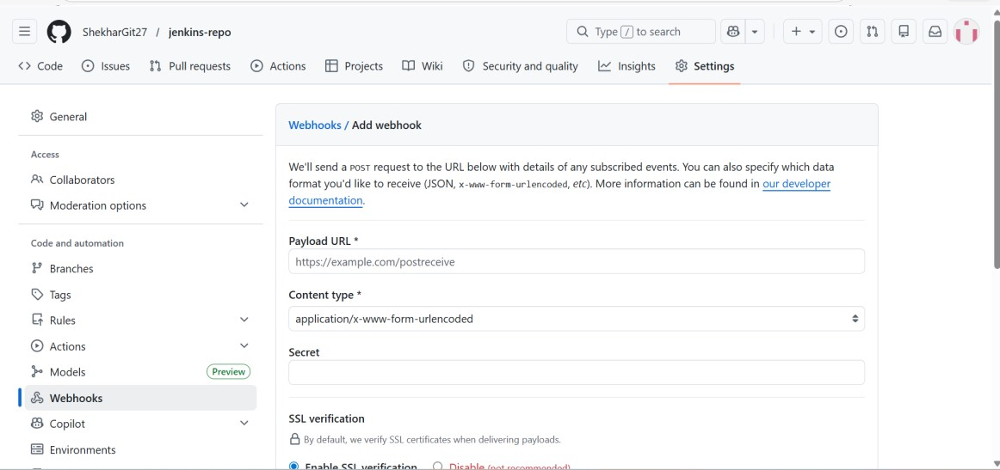 ShekharGit27 / jenkins-repo
Type / to search
Code Issues Pull requests Actions Projects Wiki Security and quality Insights Settings
General
Access
Collaborators
Moderation options
Code and automation
Branches
Tags
Rules
Actions
Models Preview
Webhooks
Copilot
Environments
Webhooks / Add webhook
We'll send a POST request to the URL below with details of any subscribed events. You can also specify which data
format you'd like to receive (JSON, x-www-form-urlencoded, etc). More information can be found in our developer
documentation.
Payload URL *
https://example.com/postreceive
Content type *
application/x-www-form-urlencoded
Secret
SSL verification
By default, we verify SSL certificates when delivering payloads.
Enable SSL verification Disable (not recommended)